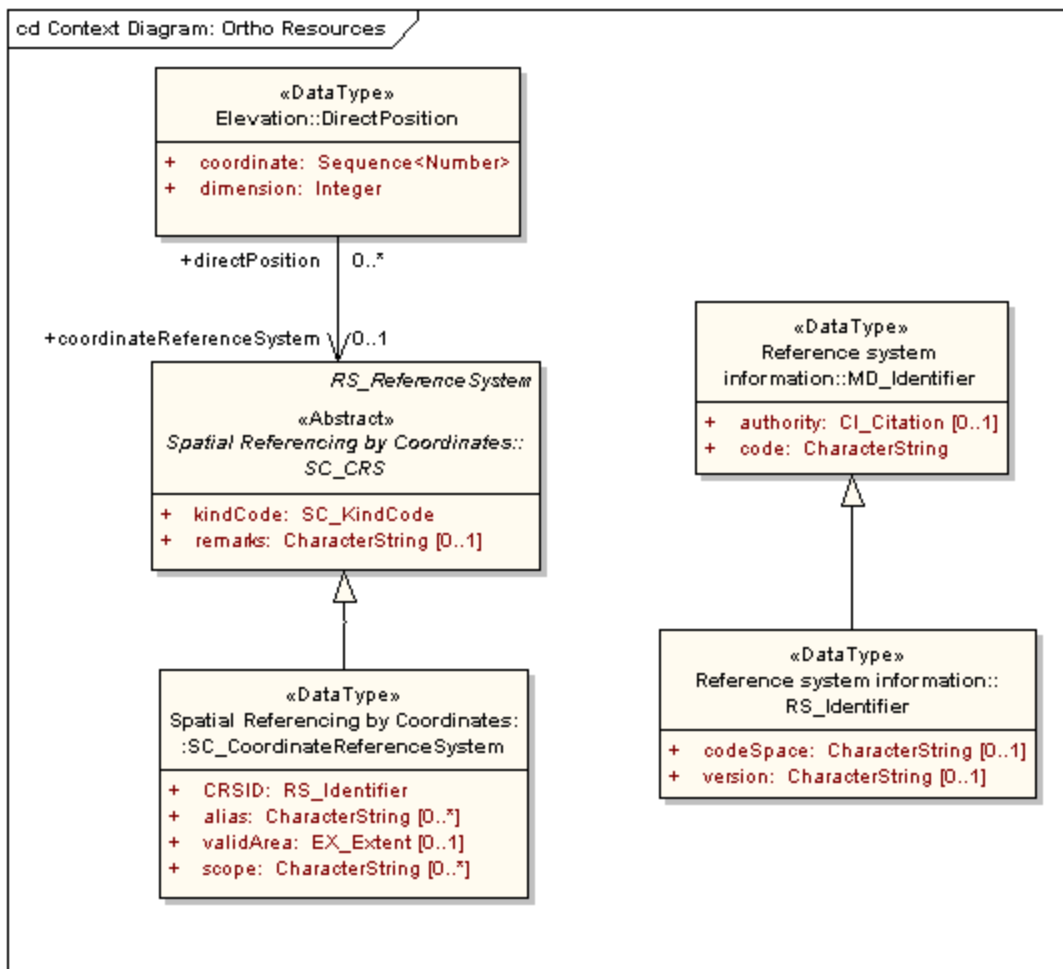 cd Context Diagram: Ortho Resources
«DataType»
Elevation::DirectPosition
+ coordinate: Sequence<Number>
+ dimension: Integer
+directPosition 0..*
+coordinateReferenceSystem 0..1
RS_ReferenceSystem
«Abstract»
Spatial Referencing by Coordinates::
SC_CRS
+ kindCode: SC_KindCode
+ remarks: CharacterString [0..1]
«DataType»
Spatial Referencing by Coordinates:
:SC_CoordinateReferenceSystem
+ CRSID: RS_Identifier
+ alias: CharacterString [0..*]
+ validArea: EX_Extent [0..1]
+ scope: CharacterString [0..*]
«DataType»
Reference system
information::MD_Identifier
+ authority: CI_Citation [0..1]
+ code: CharacterString
«DataType»
Reference system information::
RS_Identifier
+ codeSpace: CharacterString [0..1]
+ version: CharacterString [0..1]